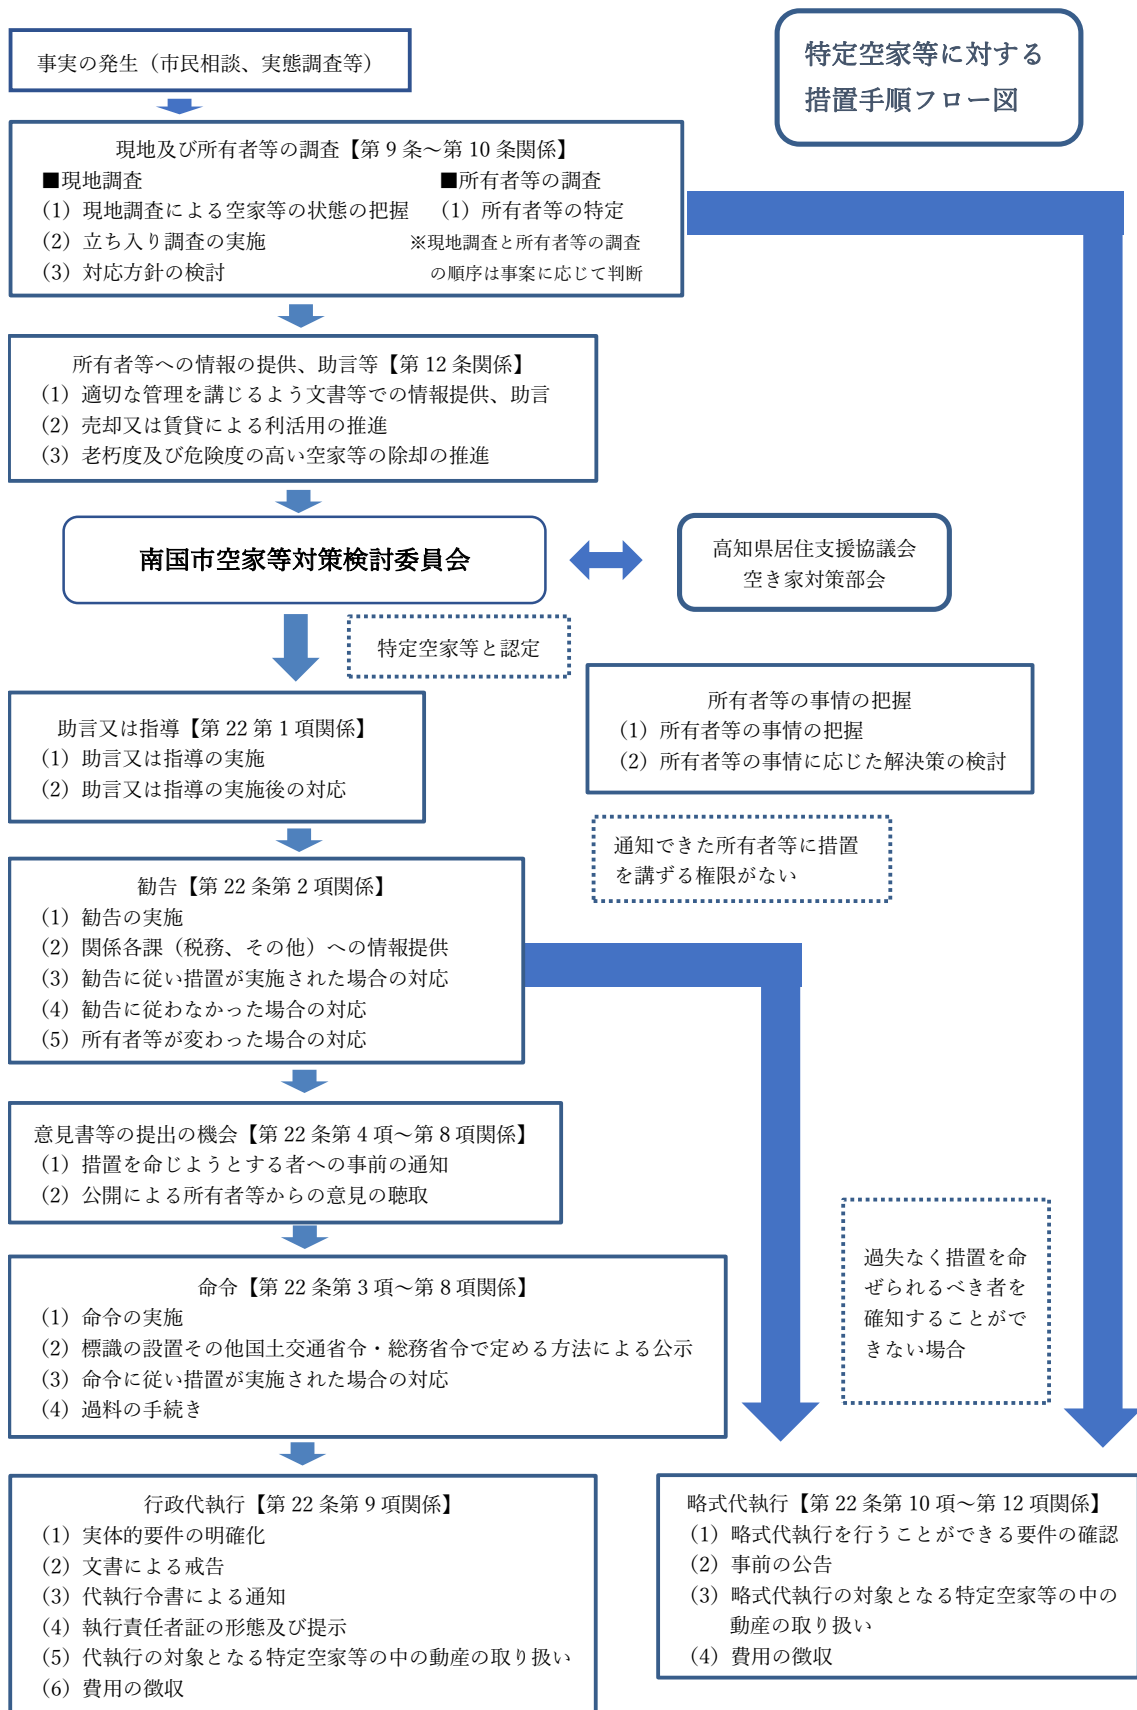 特定空家等に対する
措置手順フロー図
事実の発生（市民相談、実態調査等）
現地及び所有者等の調査【第 9 条～第 10 条関係】
■現地調査
（1）現地調査による空家等の状態の把握
（2）立ち入り調査の実施
（3）対応方針の検討
■所有者等の調査
（1）所有者等の特定
※現地調査と所有者等の調査
の順序は事案に応じて判断
所有者等への情報の提供、助言等【第 12 条関係】
（1）適切な管理を講じるよう文書等での情報提供、助言
（2）売却又は賃貸による利活用の推進
（3）老朽度及び危険度の高い空家等の除却の推進
南国市空家等対策検討委員会
高知県居住支援協議会
空き家対策部会
特定空家等と認定
助言又は指導【第 22 第 1 項関係】
（1）助言又は指導の実施
（2）助言又は指導の実施後の対応
所有者等の事情の把握
（1）所有者等の事情の把握
（2）所有者等の事情に応じた解決策の検討
通知できた所有者等に措置
を講ずる権限がない
勧告【第 22 条第 2 項関係】
（1）勧告の実施
（2）関係各課（税務、その他）への情報提供
（3）勧告に従い措置が実施された場合の対応
（4）勧告に従わなかった場合の対応
（5）所有者等が変わった場合の対応
意見書等の提出の機会【第 22 条第 4 項～第 8 項関係】
（1）措置を命じようとする者への事前の通知
（2）公開による所有者等からの意見の聴取
過失なく措置を命
ぜられるべき者を
確知することがで
きない場合
命令【第 22 条第 3 項～第 8 項関係】
（1）命令の実施
（2）標識の設置その他国土交通省令・総務省令で定める方法による公示
（3）命令に従い措置が実施された場合の対応
（4）過料の手続き
行政代執行【第 22 条第 9 項関係】
（1）実体的要件の明確化
（2）文書による戒告
（3）代執行令書による通知
（4）執行責任者証の形態及び提示
（5）代執行の対象となる特定空家等の中の動産の取り扱い
（6）費用の徴収
略式代執行【第 22 条第 10 項～第 12 項関係】
（1）略式代執行を行うことができる要件の確認
（2）事前の公告
（3）略式代執行の対象となる特定空家等の中の
動産の取り扱い
（4）費用の徴収